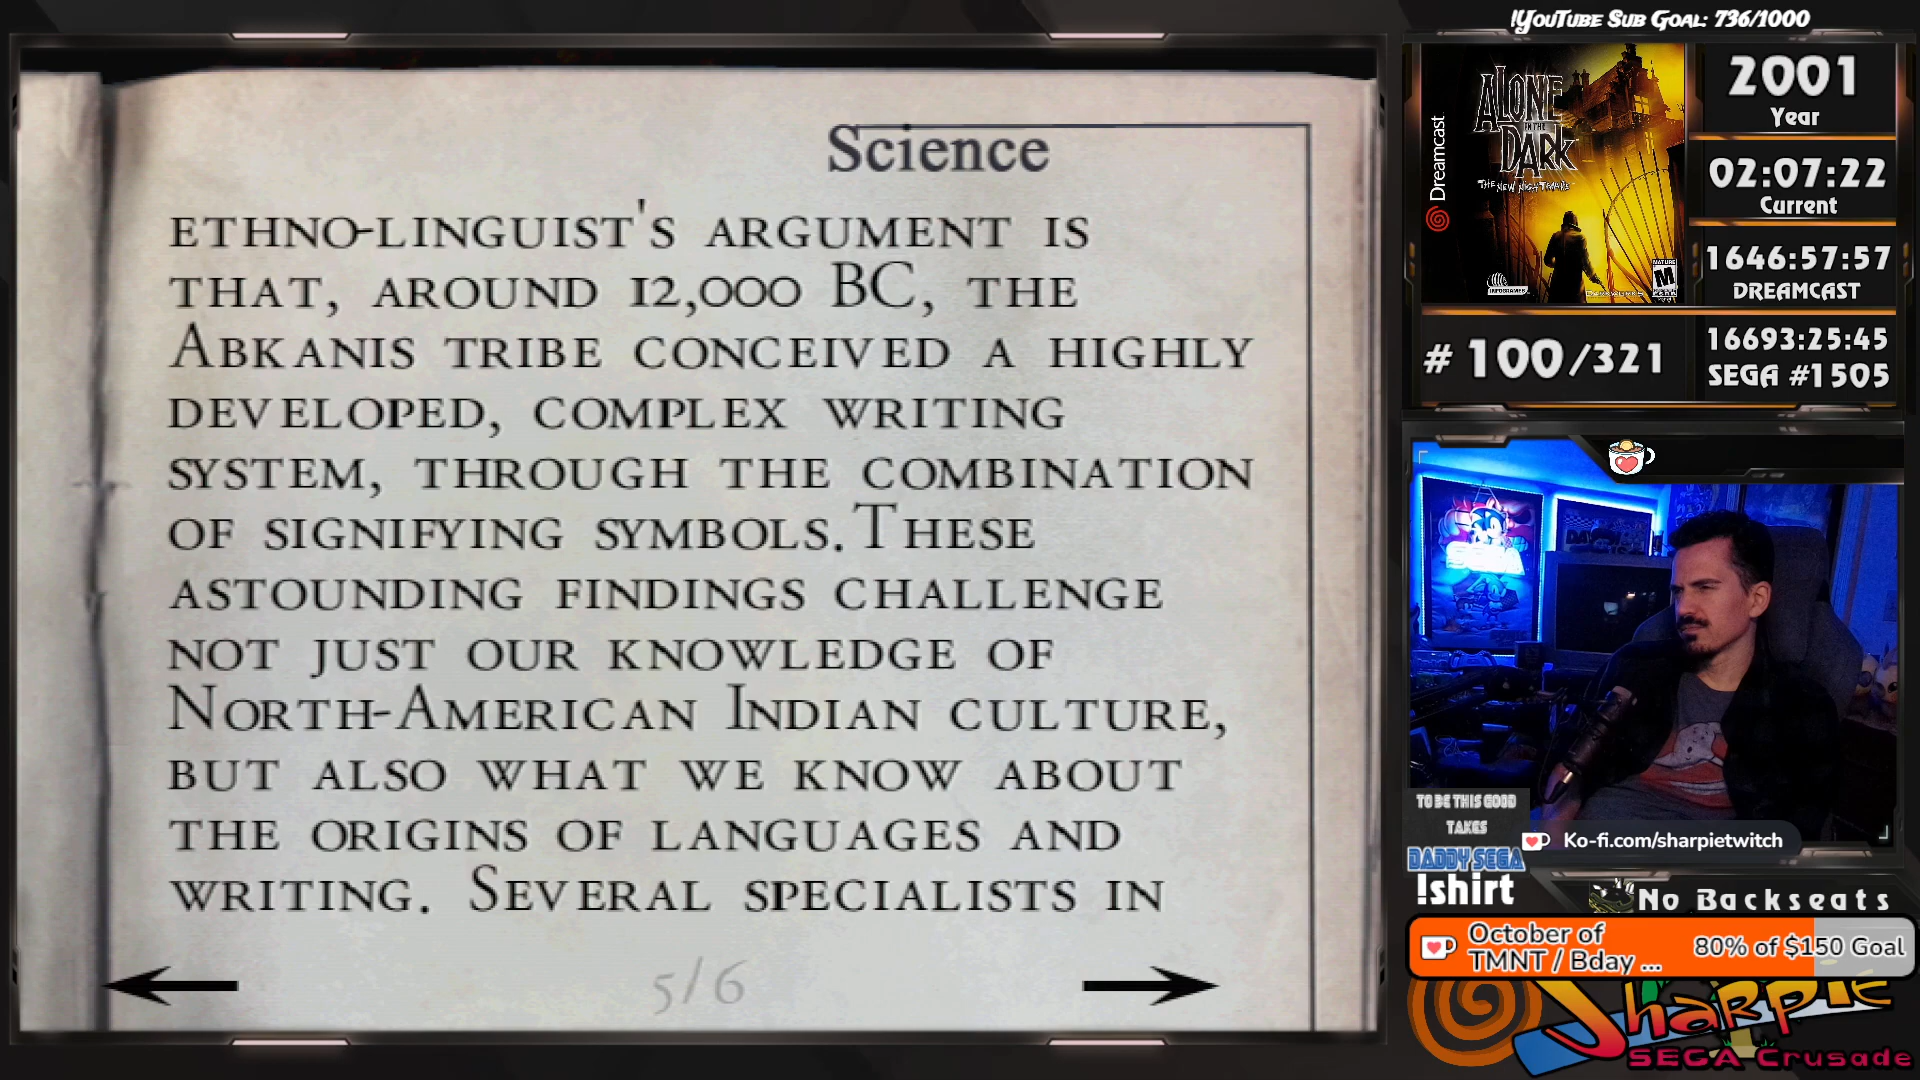 !YouTube Sub Goal: 736/1000
Science
ETHNO-LINGUIST'S ARGUMENT IS
THAT, AROUND 12,000 BC, THE
ABKANIS TRIBE CONCEIVED A HIGHLY
DEVELOPED, COMPLEX WRITING
SYSTEM, THROUGH THE COMBINATION
OF SIGNIFYING SYMBOLS.THESE
ASTOUNDING FINDINGS CHALLENGE
NOT JUST OUR KNOWLEDGE OF
NORTH-AMERICAN INDIAN CULTURE,
BUT ALSO WHAT WE KNOW ABOUT
THE ORIGINS OF LANGUAGES AND
WRITING. SEVERAL SPECIALISTS IN
5/6
Dreamcast
ALONE
IN THE
DARK
THE NEW NIGHTMARE
INFOGRAMES
MATURE
M
2001
Year
02:07:22
Current
1646:57:57
DREAMCAST
# 100/321
16693:25:45
SEGA #1505
TO BE THIS GOOD
TAKES
DADDY SEGA
!shirt
Ko-fi.com/sharpietwitch
No Backseats
October of
TMNT / Bday ...
80% of $150 Goal
Sharpie
SEGA Crusade